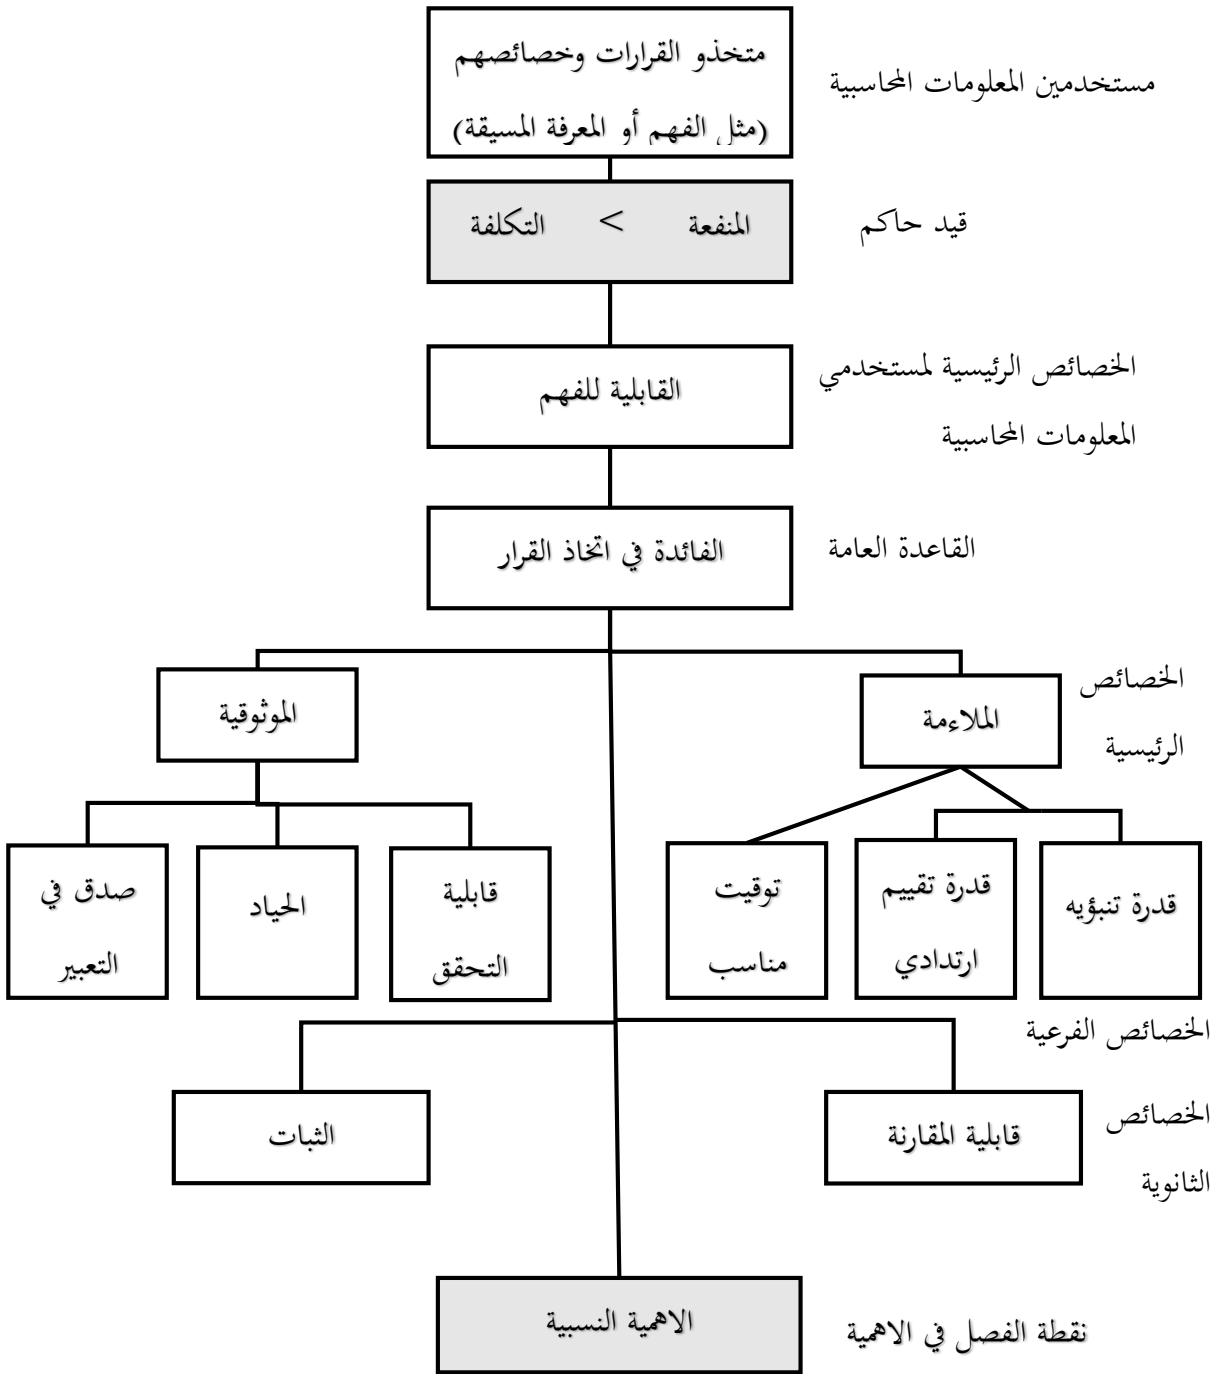 متخذو القرارات وخصائصهم
(مثل الفهم أو المعرفة المسيقة)
مستخدمين المعلومات المحاسبية
المنفعة > التكلفة
قيد حاكم
القابلية للفهم
الخصائص الرئيسية لمستخدمي
المعلومات المحاسبية
الفائدة في اتخاذ القرار
القاعدة العامة
الخصائص
الرئيسية
الملاءمة
الموثوقية
قدرة تنبؤيه
قدرة تقييم
ارتدادي
توقيت
مناسب
قابلية
التحقق
الحياد
صدق في
التعبير
الخصائص الفرعية
الخصائص
الثانوية
قابلية المقارنة
الثبات
الاهمية النسبية
نقطة الفصل في الاهمية